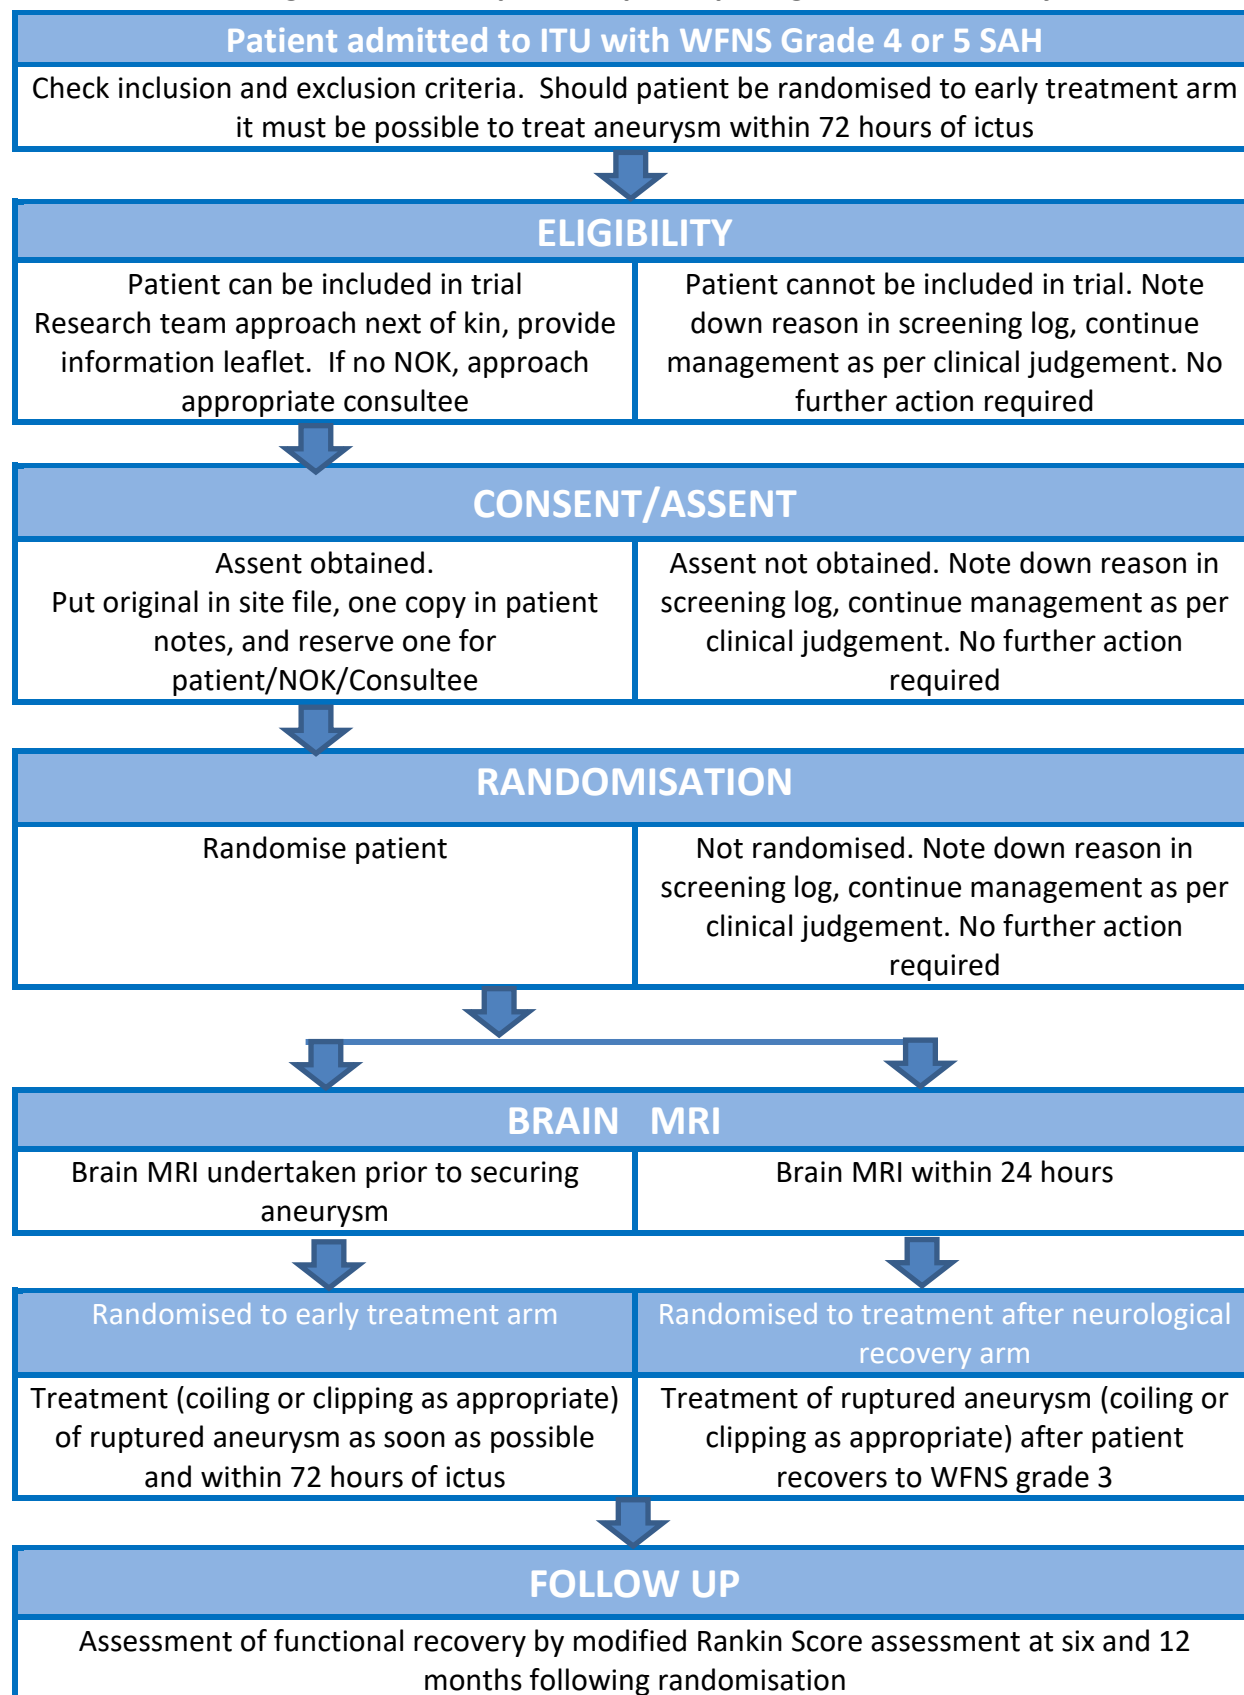 Patient admitted to ITU with WFNS Grade 4 or 5 SAH
Check inclusion and exclusion criteria.  Should patient be randomised to early treatment arm
it must be possible to treat aneurysm within 72 hours of ictus
ELIGIBILITY
Patient can be included in trial
Research team approach next of kin, provide
information leaflet.  If no NOK, approach
appropriate consultee
Patient cannot be included in trial. Note
down reason in screening log, continue
management as per clinical judgement. No
further action required
CONSENT/ASSENT
Assent obtained.
Put original in site file, one copy in patient
notes, and reserve one for
patient/NOK/Consultee
Assent not obtained. Note down reason in
screening log, continue management as per
clinical judgement. No further action
required
RANDOMISATION
Randomise patient
Not randomised. Note down reason in
screening log, continue management as per
clinical judgement. No further action
required
BRAIN   MRI
Brain MRI undertaken prior to securing
aneurysm
Brain MRI within 24 hours
Randomised to early treatment arm
Randomised to treatment after neurological
recovery arm
Treatment (coiling or clipping as appropriate)
of ruptured aneurysm as soon as possible
and within 72 hours of ictus
Treatment of ruptured aneurysm (coiling or
clipping as appropriate) after patient
recovers to WFNS grade 3
FOLLOW UP
Assessment of functional recovery by modified Rankin Score assessment at six and 12
months following randomisation